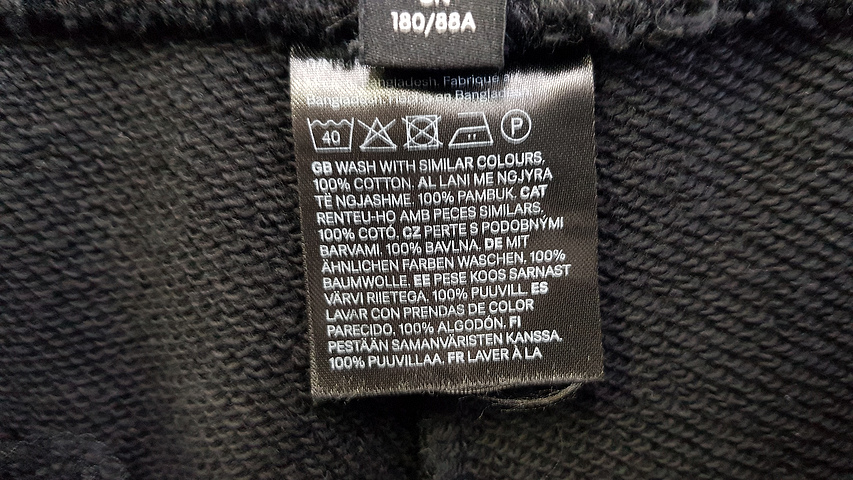 180/88A
Bangladesh. Fabriqué a
Bangladesh.
40 P
GB WASH WITH SIMILAR COLOURS.
100% COTTON. AL LANI ME NGJYRA
TË NGJASHME. 100% PAMBUK. CAT
RENTEU-HO AMB PECES SIMILARS.
100% COTÓ. CZ PERTE S PODOBNÝMI
BARVAMI. 100% BAVLNA. DE MIT
ÄHNLICHEN FARBEN WASCHEN. 100%
BAUMWOLLE. EE PESE KOOS SARNAST
VÄRVI RIIETEGA. 100% PUUVILL. ES
LAVAR CON PRENDAS DE COLOR
PARECIDO. 100% ALGODÓN. FI
PESTÄÄN SAMANVÄRISTEN KANSSA.
100% PUUVILLAA. FR LAVER À LA